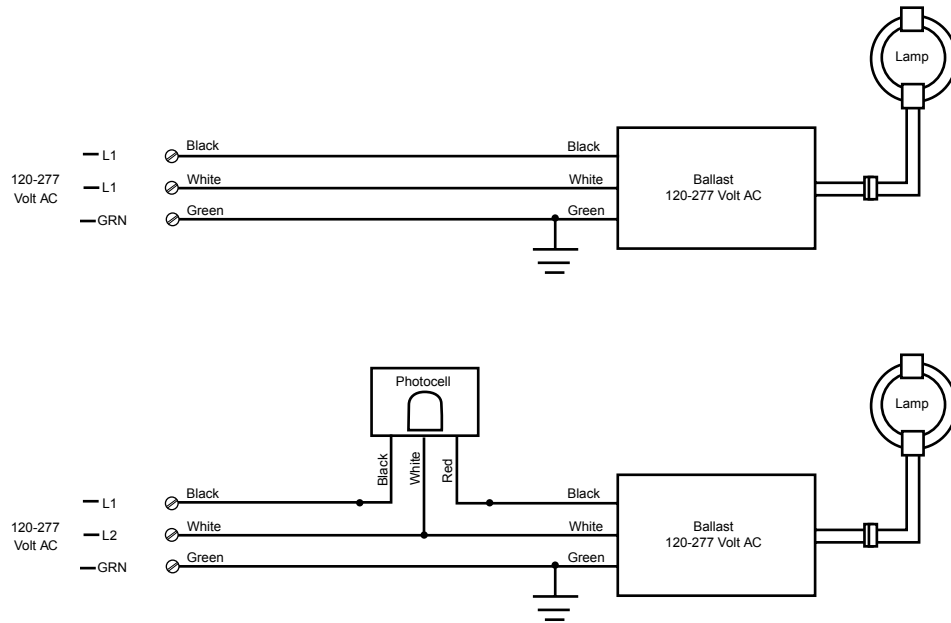 Lamp
Black Black
L1
120-277
Volt AC
White White
L1
Ballast
120-277 Volt AC
Green Green
GRN
Photocell
Lamp
Black
White
Red
Black Black
L1
120-277
Volt AC
White White
L2
Ballast
120-277 Volt AC
Green Green
GRN